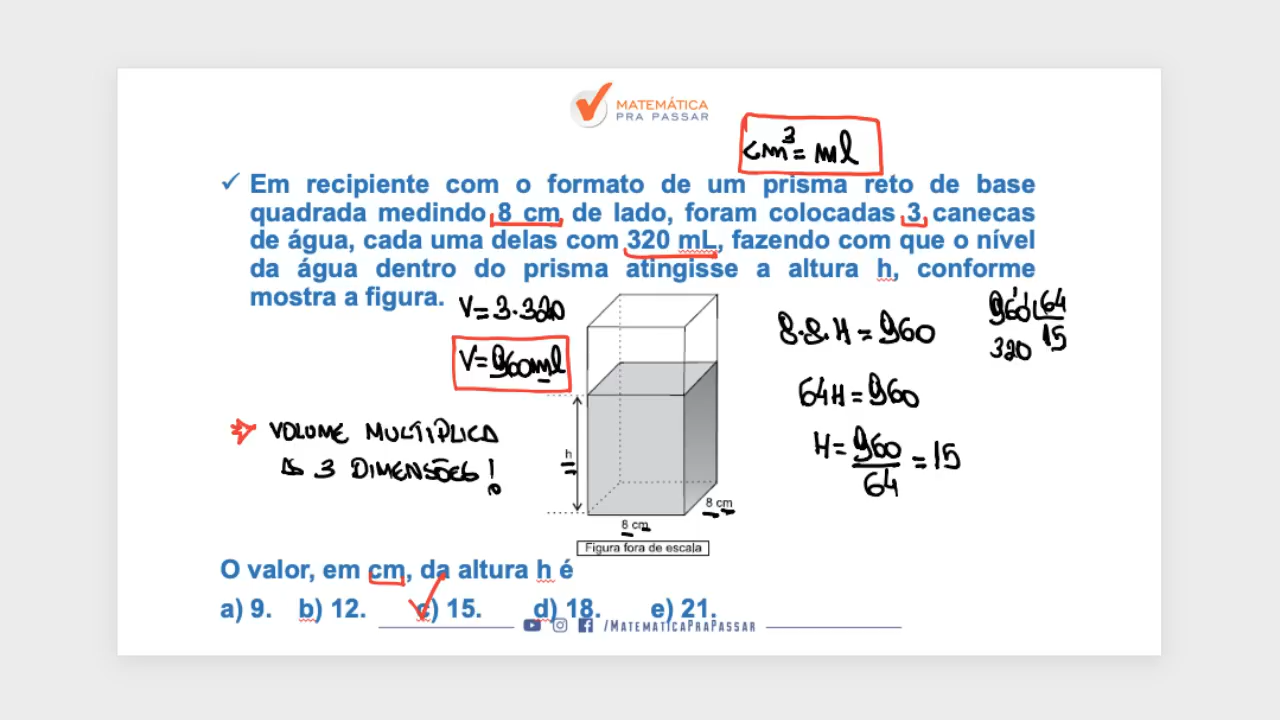 MATEMÁTICA
PRA PASSAR
cm³ = ml
✓ Em recipiente com o formato de um prisma reto de base
quadrada medindo 8 cm de lado, foram colocadas 3 canecas
de água, cada uma delas com 320 mL, fazendo com que o nível
da água dentro do prisma atingisse a altura h, conforme
mostra a figura.
V = 3·320
V = 960ml
VOLUME MULTIPLICA
AS 3 DIMENSÕES!
h
8 cm
8 cm
Figura fora de escala
8·8·H = 960
64H = 960
H = 960/64 = 15
960 64
320 15
O valor, em cm, da altura h é
a) 9. b) 12. c) 15. d) 18. e) 21.
/MATEMATICAPRAPASSAR